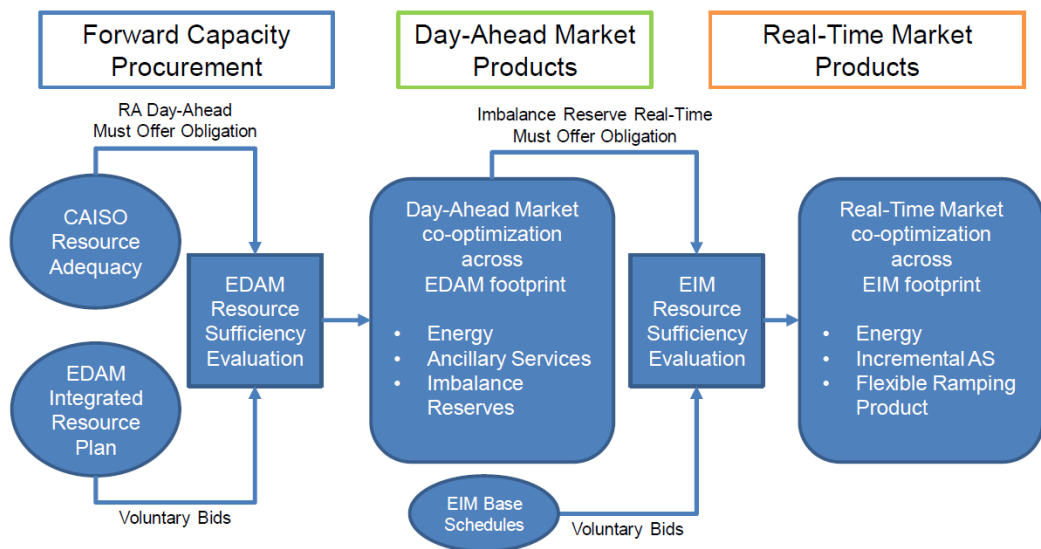 Forward Capacity
Procurement
Day-Ahead Market
Products
Real-Time Market
Products
RA Day-Ahead
Must Offer Obligation
Imbalance Reserve Real-Time
Must Offer Obligation
CAISO
Resource
Adequacy
EDAM
Integrated
Resource
Plan
Voluntary Bids
EDAM
Resource
Sufficiency
Evaluation
Day-Ahead Market
co-optimization
across
EDAM footprint
• Energy
• Ancillary Services
• Imbalance
Reserves
EIM Base
Schedules
Voluntary Bids
EIM
Resource
Sufficiency
Evaluation
Real-Time Market
co-optimization
across
EIM footprint
• Energy
• Incremental AS
• Flexible Ramping
Product